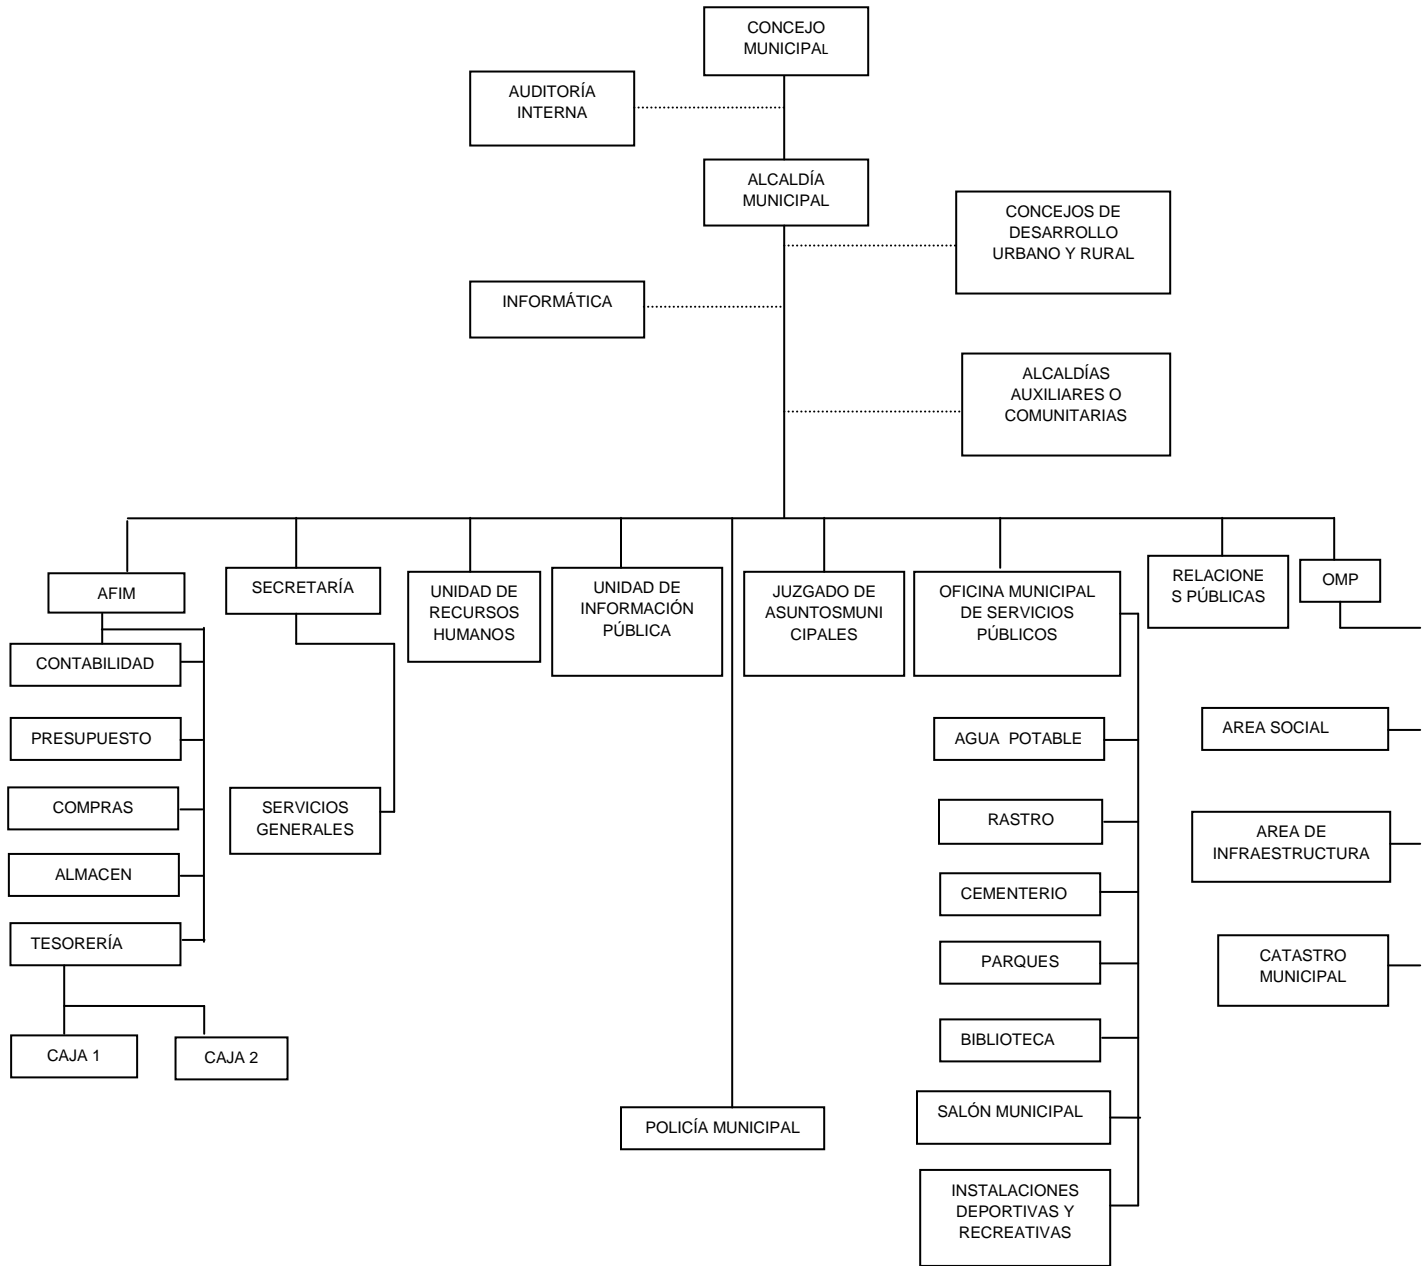 CONCEJO
MUNICIPAL
AUDITORÍA
INTERNA
ALCALDÍA
MUNICIPAL
CONCEJOS DE
DESARROLLO
URBANO Y RURAL
INFORMÁTICA
ALCALDÍAS
AUXILIARES O
COMUNITARIAS
AFIM
SECRETARÍA
UNIDAD DE
RECURSOS
HUMANOS
UNIDAD DE
INFORMACIÓN
PÚBLICA
JUZGADO DE
ASUNTOSMUNI
CIPALES
OFICINA MUNICIPAL
DE SERVICIOS
PÚBLICOS
RELACIONE
S PÚBLICAS
OMP
CONTABILIDAD
PRESUPUESTO
COMPRAS
ALMACEN
TESORERÍA
CAJA 1
CAJA 2
SERVICIOS
GENERALES
POLICÍA MUNICIPAL
AGUA POTABLE
RASTRO
CEMENTERIO
PARQUES
BIBLIOTECA
SALÓN MUNICIPAL
INSTALACIONES
DEPORTIVAS Y
RECREATIVAS
AREA SOCIAL
AREA DE
INFRAESTRUCTURA
CATASTRO
MUNICIPAL